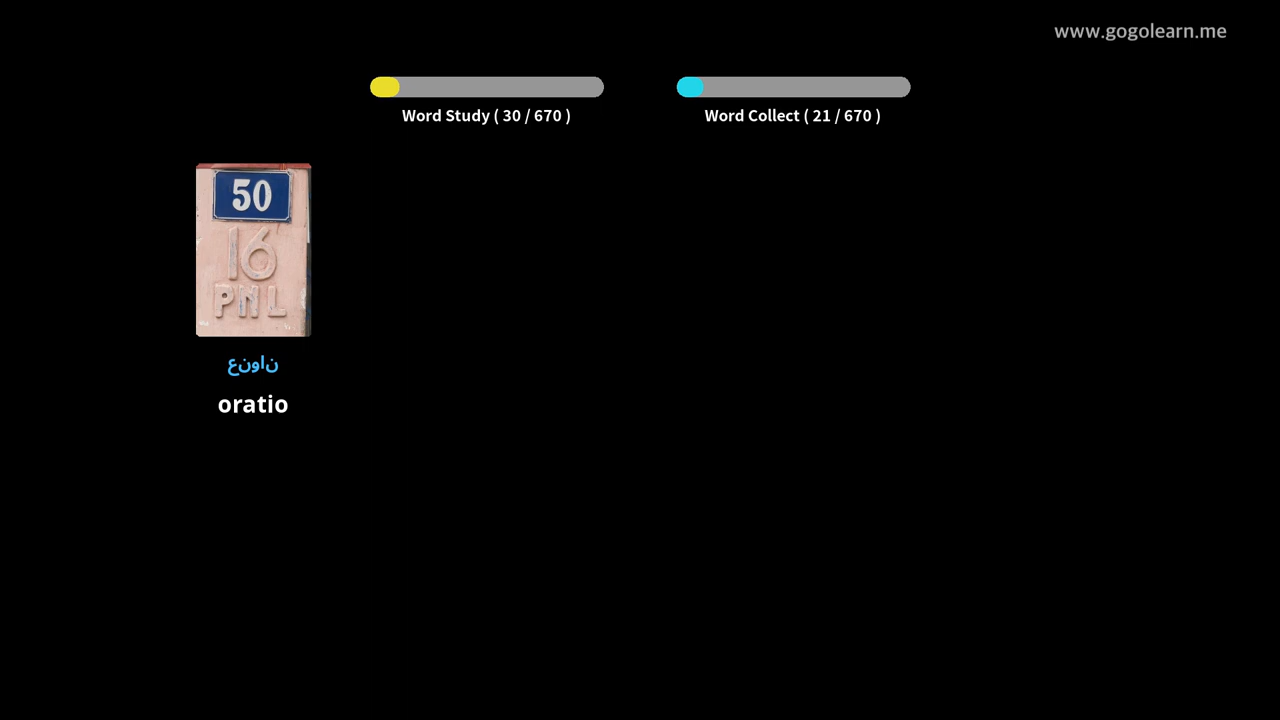 www.gogolearn.me
Word Study ( 30 / 670 )
Word Collect ( 21 / 670 )
50
16
PNL
عنوان
oratio